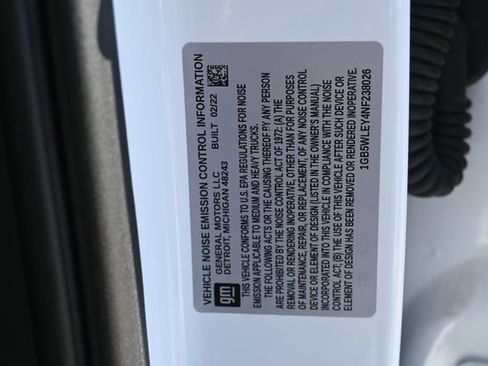 gm
VEHICLE NOISE EMISSION CONTROL INFORMATION
GENERAL MOTORS LLC
DETROIT, MICHIGAN 48243
BUILT 02/22
THIS VEHICLE CONFORMS TO U.S. EPA REGULATIONS FOR NOISE
EMISSION APPLICABLE TO MEDIUM AND HEAVY TRUCKS.
THE FOLLOWING ACTS OR THE CAUSING THEREOF BY ANY PERSON
ARE PROHIBITED BY THE NOISE CONTROL ACT OF 1972: (A) THE
REMOVAL OR RENDERING INOPERATIVE, OTHER THAN FOR PURPOSES
OF MAINTENANCE, REPAIR, OR REPLACEMENT, OF ANY NOISE CONTROL
DEVICE OR ELEMENT OF DESIGN (LISTED IN THE OWNER'S MANUAL)
INCORPORATED INTO THIS VEHICLE IN COMPLIANCE WITH THE NOISE
CONTROL ACT; (B) THE USE OF THIS VEHICLE AFTER SUCH DEVICE OR
ELEMENT OF DESIGN HAS BEEN REMOVED OR RENDERED INOPERATIVE.
1GB5WLEY4NF239026